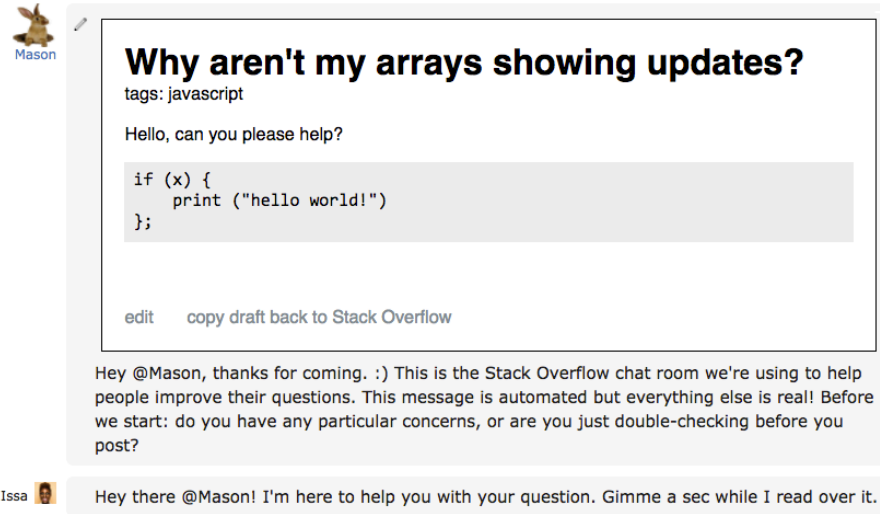 Mason
Why aren't my arrays showing updates?
tags: javascript
Hello, can you please help?
if (x) {
    print ("hello world!")
};
edit copy draft back to Stack Overflow
Hey @Mason, thanks for coming. :) This is the Stack Overflow chat room we're using to help
people improve their questions. This message is automated but everything else is real! Before
we start: do you have any particular concerns, or are you just double-checking before you
post?
Issa Hey there @Mason! I'm here to help you with your question. Gimme a sec while I read over it.